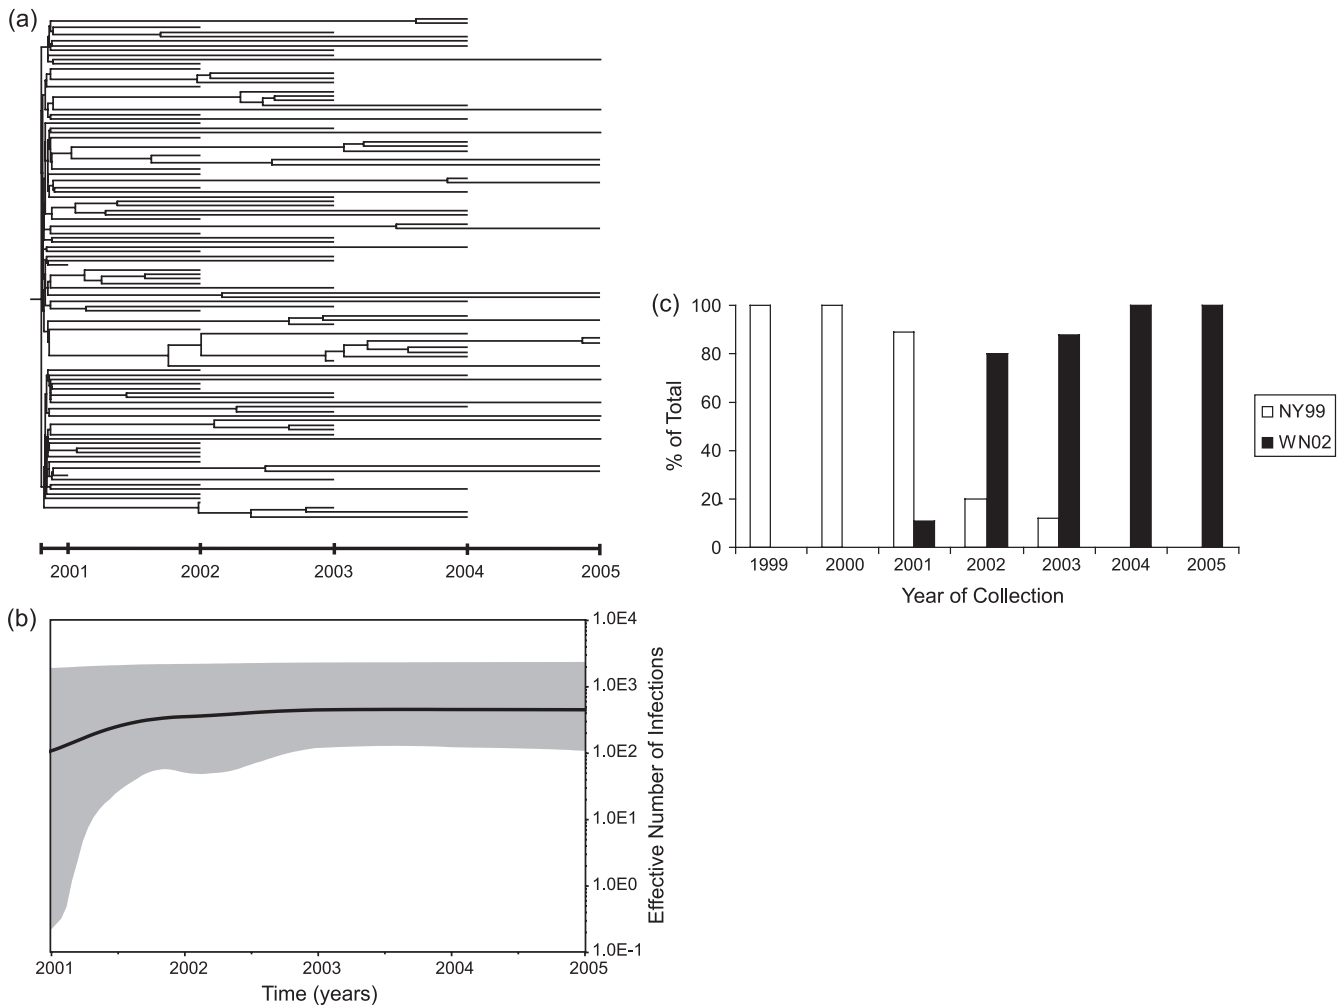 (a)
2001 2002 2003 2004 2005
(b)
1.0E4
1.0E3
1.0E2
1.0E1
1.0E0
1.0E-1
Effective Number of Infections
2001 2002 2003 2004 2005
Time (years)
(c)
100
80
60
40
20
0
% of Total
1999 2000 2001 2002 2003 2004 2005
Year of Collection
NY99
WN02